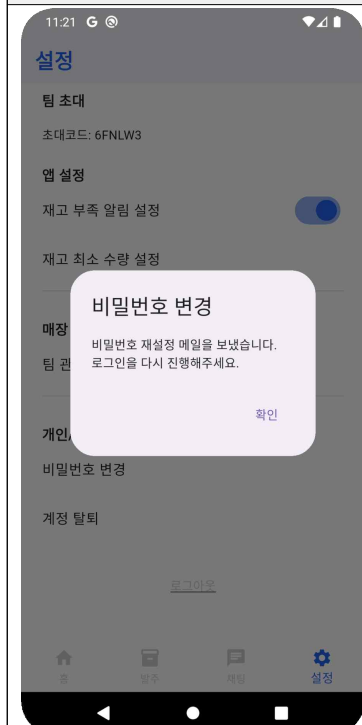 11:21 G
설정
팀 초대
초대코드: 6FNLW3
앱 설정
재고 부족 알림 설정
재고 최소 수량 설정
비밀번호 변경
비밀번호 재설정 메일을 보냈습니다.
로그인을 다시 진행해주세요.
확인
매장
팀 관
개인
비밀번호 변경
계정 탈퇴
로그아웃
홈
발주
채팅
설정